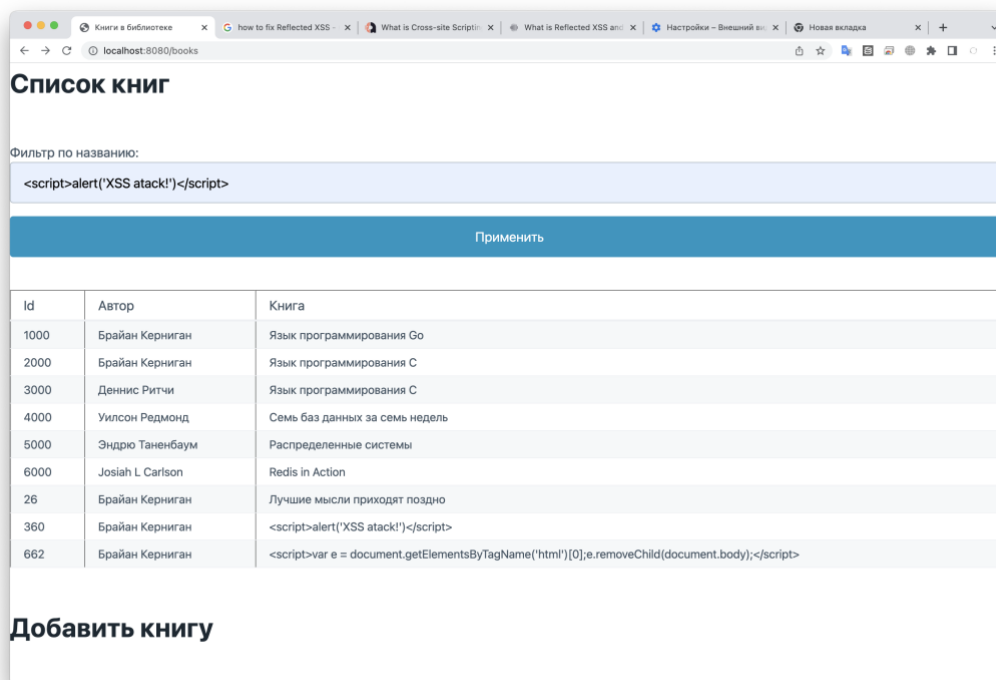 Книги в библиотеке
how to fix Reflected XSS -
What is Cross-site Scriptin
What is Reflected XSS and
Настройки – Внешний ви
Новая вкладка
localhost:8080/books
Список книг
Фильтр по названию:
<script>alert('XSS atack!')</script>
Применить
Id Автор Книга
1000 Брайан Керниган Язык программирования Go
2000 Брайан Керниган Язык программирования C
3000 Деннис Ритчи Язык программирования C
4000 Уилсон Редмонд Семь баз данных за семь недель
5000 Эндрю Таненбаум Распределенные системы
6000 Josiah L Carlson Redis in Action
26 Брайан Керниган Лучшие мысли приходят поздно
360 Брайан Керниган <script>alert('XSS atack!')</script>
662 Брайан Керниган <script>var e = document.getElementsByTagName('html')[0];e.removeChild(document.body);</script>
Добавить книгу